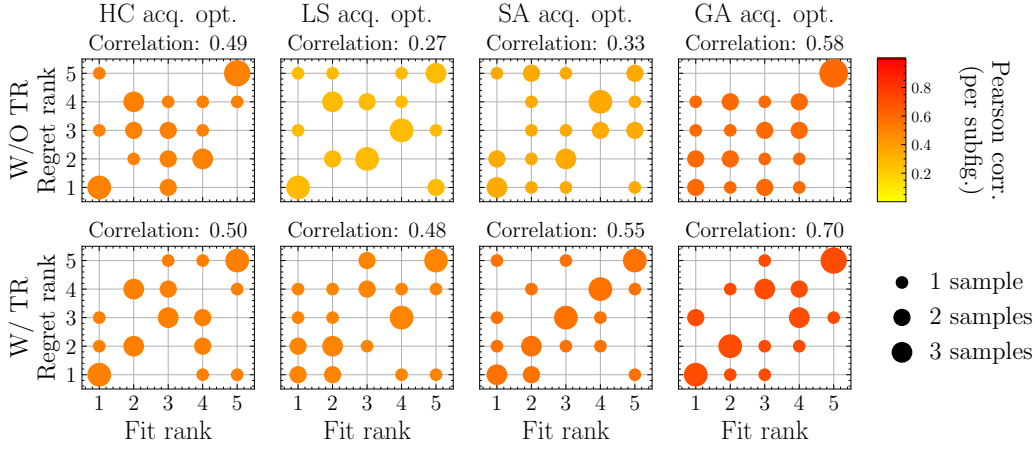 HC acq. opt.
LS acq. opt.
SA acq. opt.
GA acq. opt.
Correlation: 0.49
Correlation: 0.27
Correlation: 0.33
Correlation: 0.58
W/O TR
Regret rank
5
4
3
2
1
0.8
0.6
0.4
0.2
Pearson corr.
(per subfig.)
Correlation: 0.50
Correlation: 0.48
Correlation: 0.55
Correlation: 0.70
W/ TR
Regret rank
5
4
3
2
1
1 2 3 4 5
1 2 3 4 5
1 2 3 4 5
1 2 3 4 5
Fit rank
Fit rank
Fit rank
Fit rank
1 sample
2 samples
3 samples